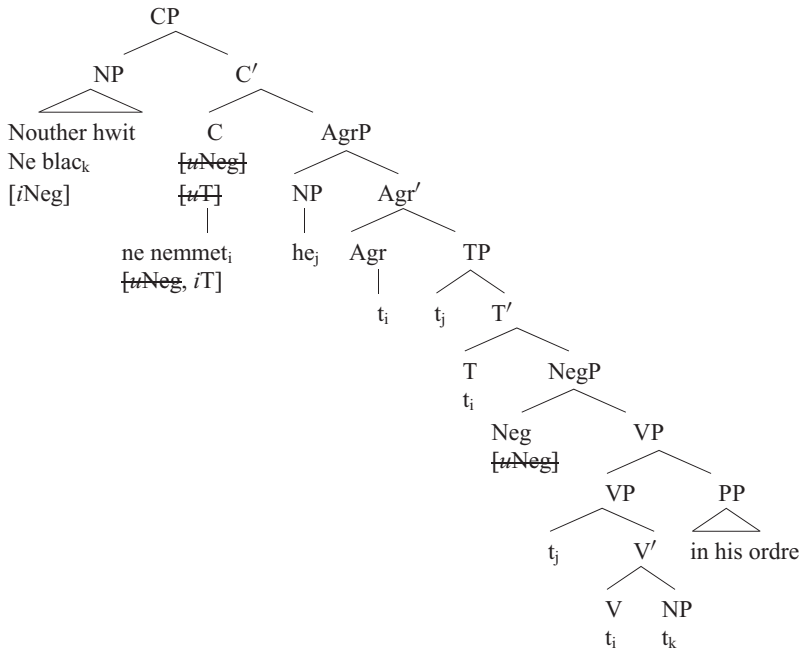 CP
NP C′
Nouther hwit C AgrP
Ne blac_k [uNeg]
[iNeg] [uT] NP Agr′
ne nemmet_i he_j Agr TP
[uNeg, iT]
t_i t_j T′
T NegP
t_i
Neg VP
[uNeg]
VP PP
t_j V′ in his ordre
V NP
t_i t_k